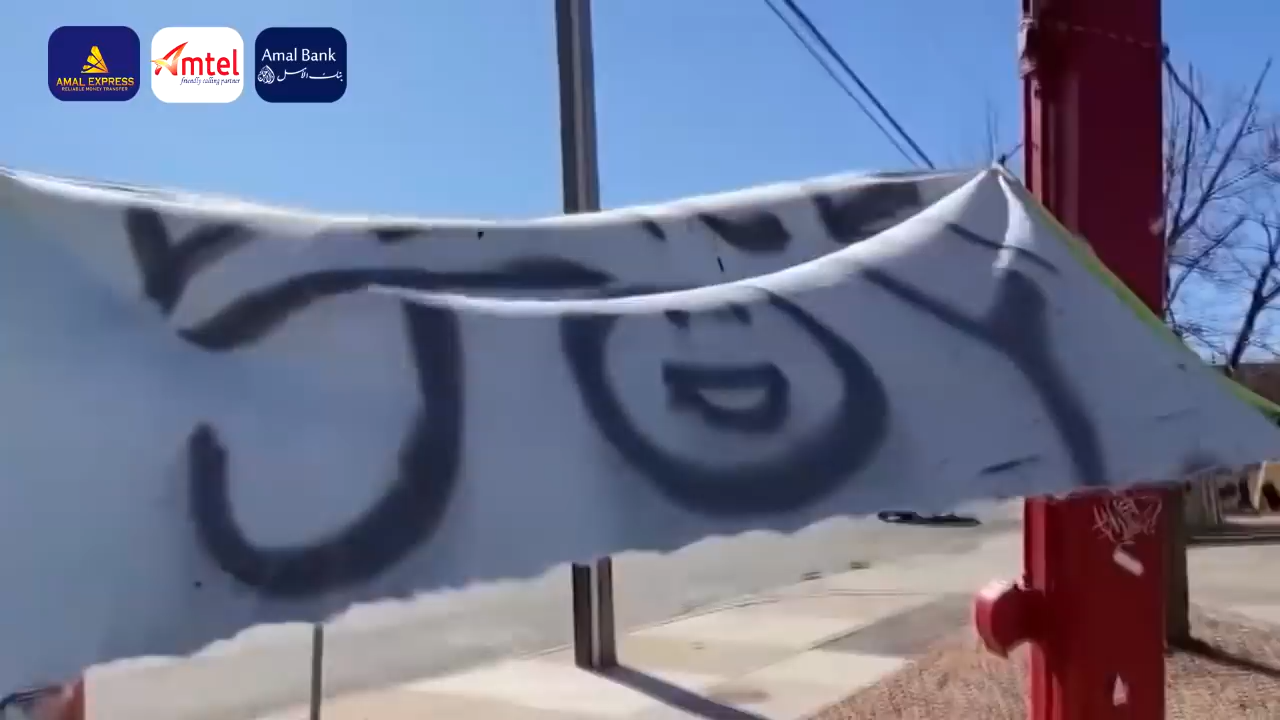 AMAL EXPRESS
RELIABLE MONEY TRANSFER
Amtel
friendly calling partner
Amal Bank
بنك الأمل
JOY